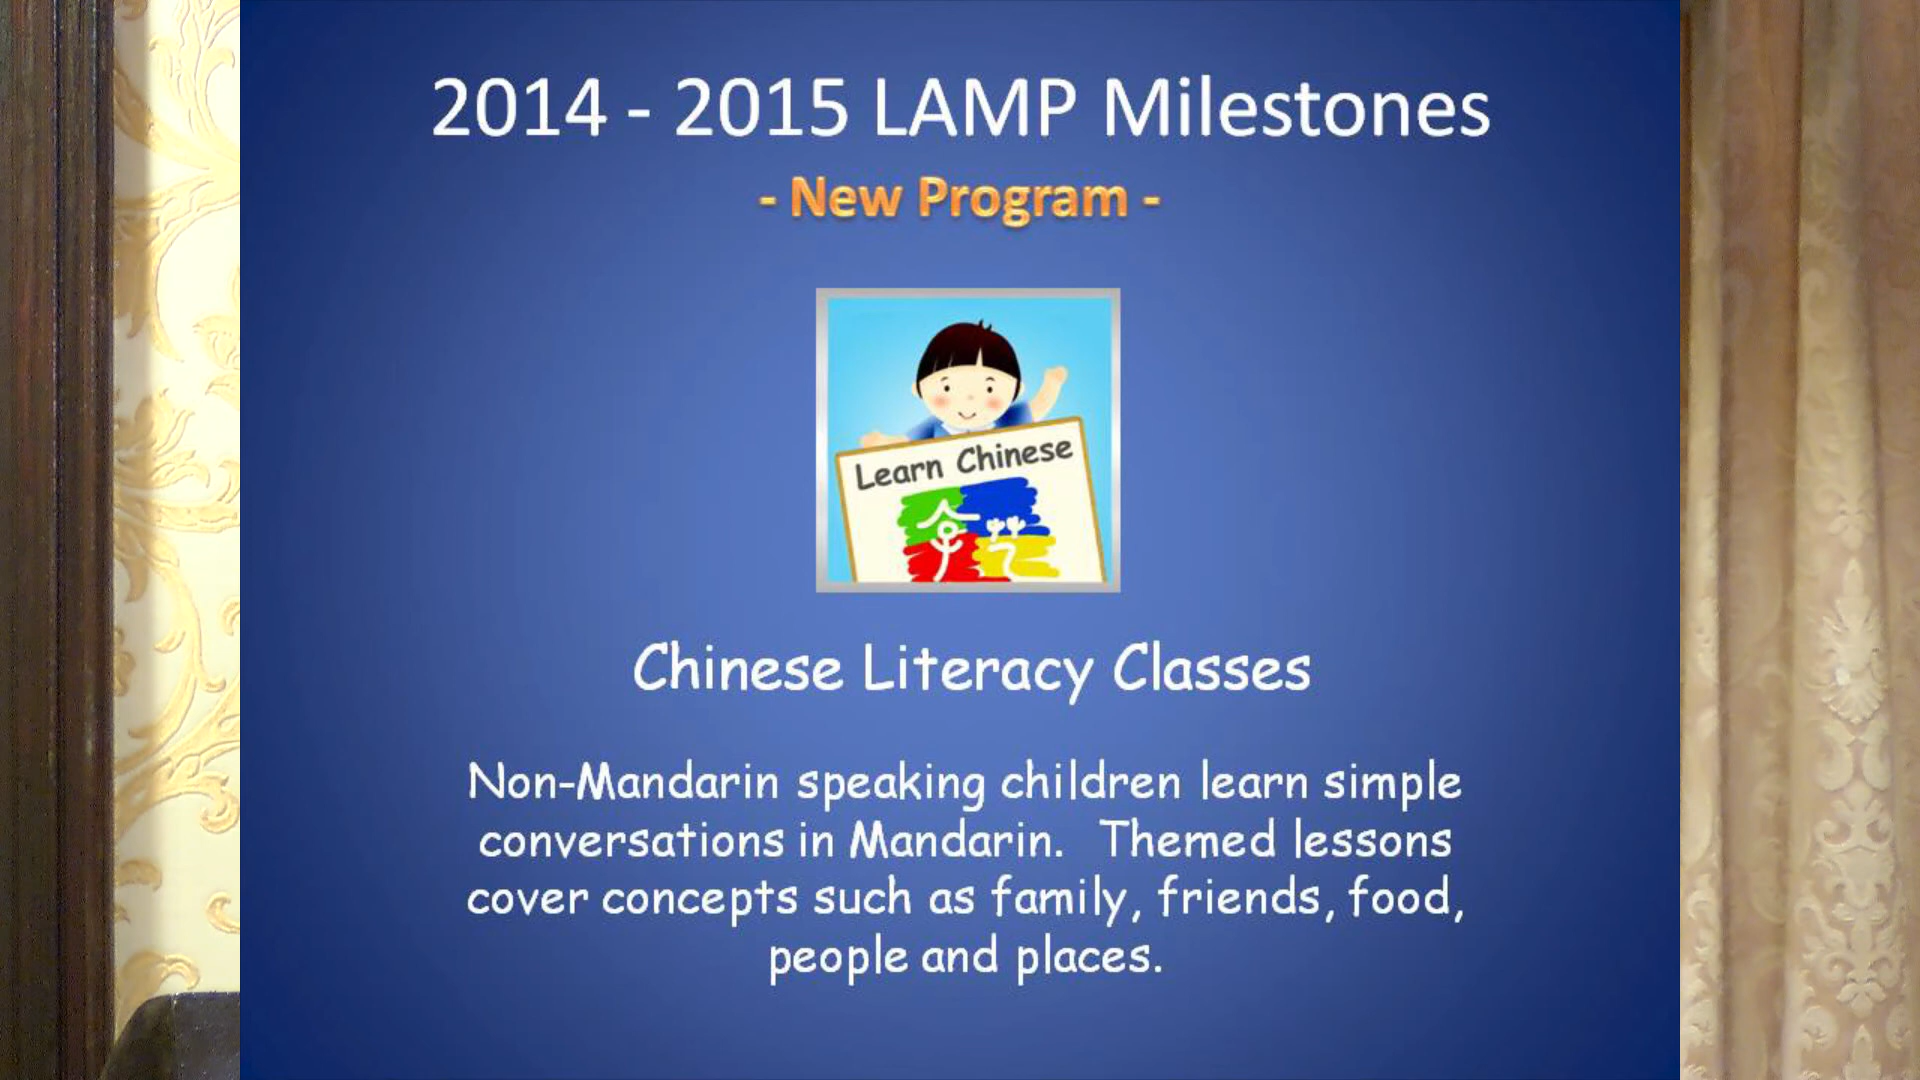 2014 - 2015 LAMP Milestones
- New Program -
Learn Chinese
Chinese Literacy Classes
Non-Mandarin speaking children learn simple
conversations in Mandarin. Themed lessons
cover concepts such as family, friends, food,
people and places.